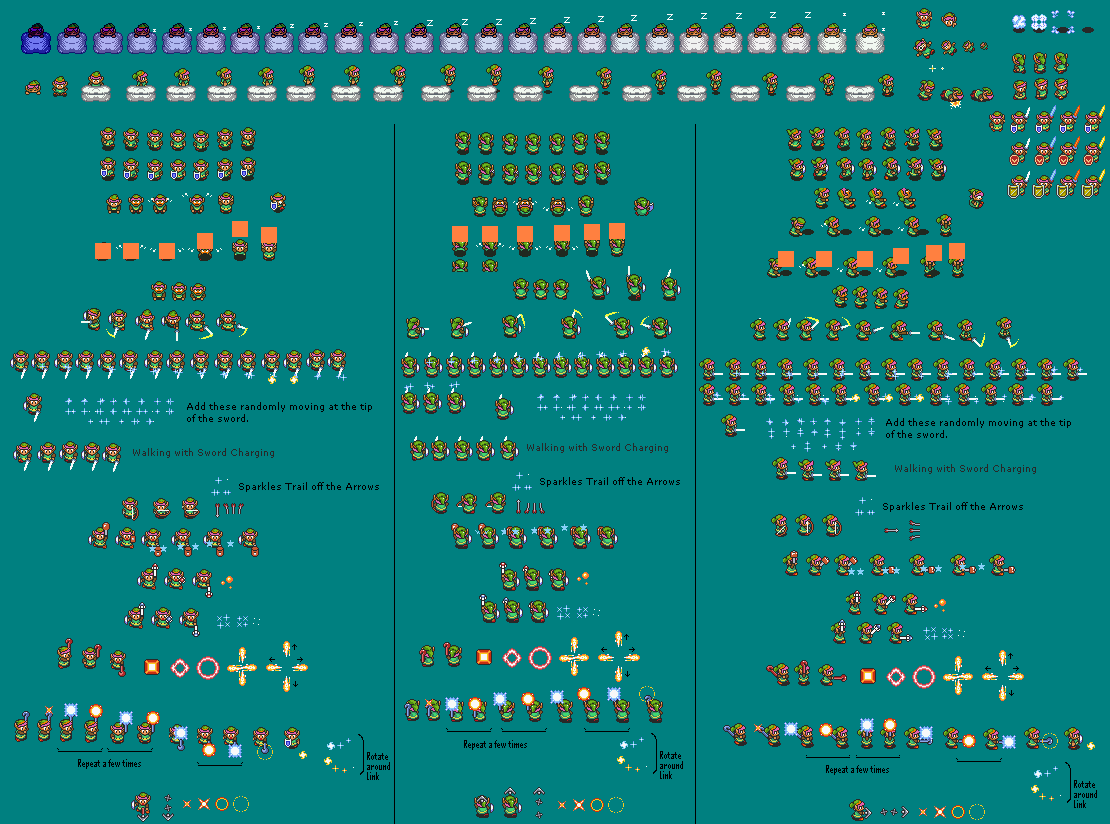 z z z z z z Z Z Z Z Z Z Z Z Z Z Z Z Z z z z
Add these randomly moving at the tip
of the sword.
Walking with Sword Charging
Sparkles Trail off the Arrows
Repeat a few times
Rotate
around
Link
Walking with Sword Charging
Sparkles Trail off the Arrows
Repeat a few times
Rotate
around
Link
Add these randomly moving at the tip
of the sword.
Walking with Sword Charging
Sparkles Trail off the Arrows
Repeat a few times
Rotate
around
Link